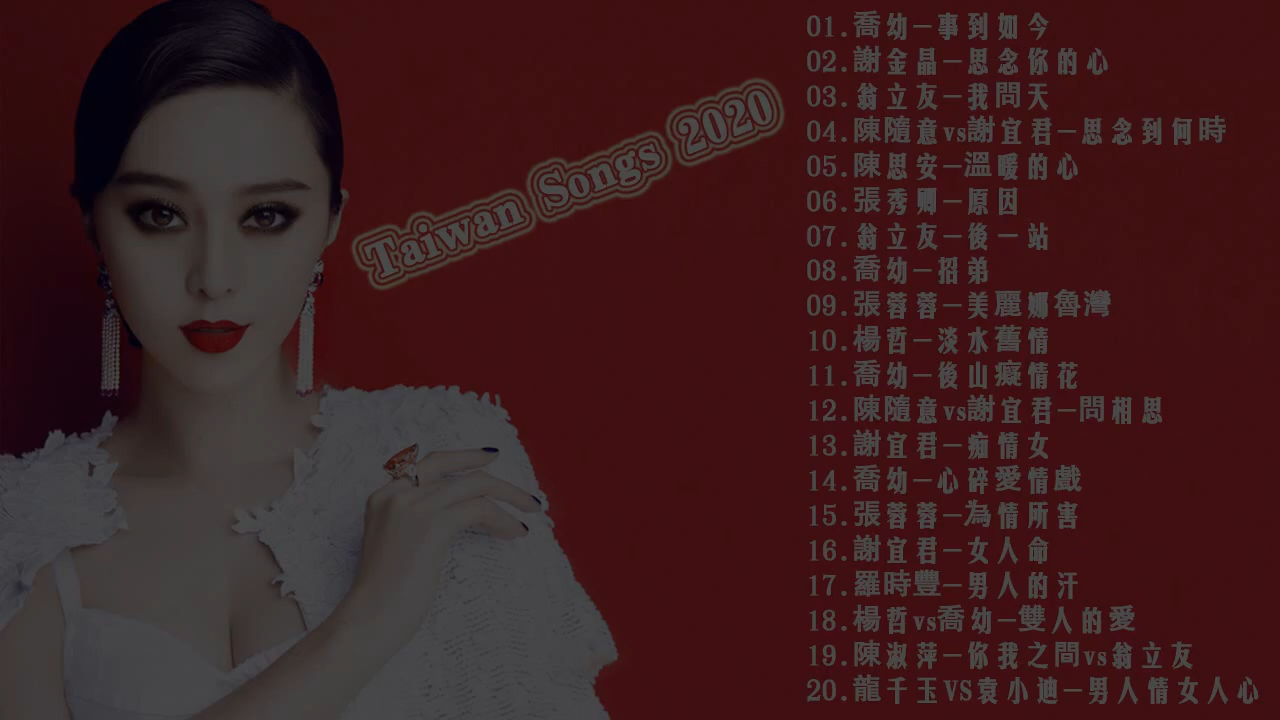 Taiwan Songs 2020
01.喬幼–事到如今
02.謝金晶–思念你的心
03.翁立友–我問天
04.陳隨意vs謝宜君–思念到何時
05.陳思安–溫暖的心
06.張秀卿–原因
07.翁立友–後一站
08.喬幼–招弟
09.張蓉蓉–美麗娜魯灣
10.楊哲–淡水舊情
11.喬幼–後山癡情花
12.陳隨意vs謝宜君–問相思
13.謝宜君–痴情女
14.喬幼–心碎愛情戲
15.張蓉蓉–為情所害
16.謝宜君–女人命
17.羅時豐–男人的汗
18.楊哲vs喬幼–雙人的愛
19.陳淑萍–你我之間vs翁立友
20.龍千玉VS袁小迪–男人情女人心